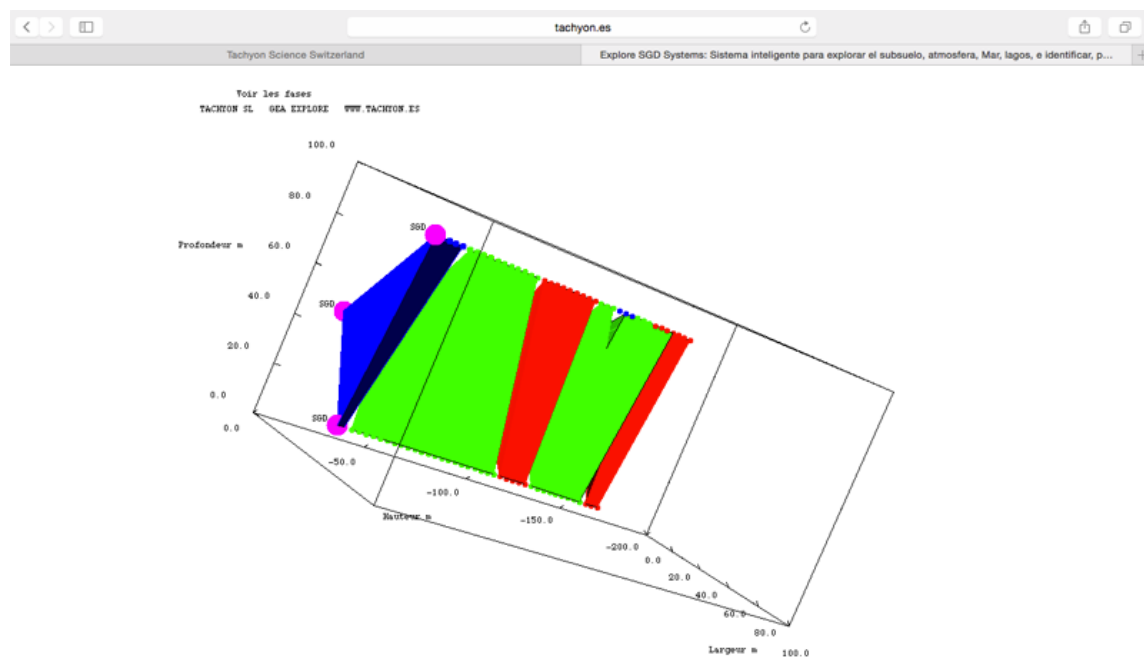 tachyon.es
Tachyon Science Switzerland
Explore SGD Systems: Sistema inteligente para explorar el subsuelo, atmosfera, Mar, lagos, e identificar, p...
Voir les fases
TACHYON SL GEA EXPLORE WWW.TACHYON.ES
100.0
80.0
Profondeur m
60.0
40.0
20.0
0.0
0.0
SGD
SGD
SGD
-50.0
-100.0
-150.0
-200.0
Hauteur m
0.0
20.0
40.0
60.0
80.0
100.0
Largeur m